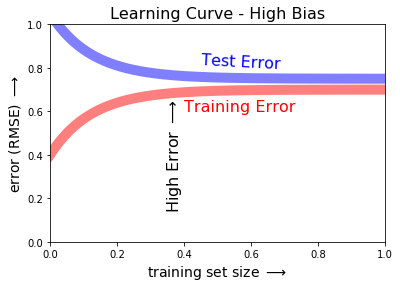 Learning Curve - High Bias
1.0
0.8
0.6
0.4
0.2
0.0
error (RMSE) ⟶
Test Error
Training Error
High Error ⟶
0.0 0.2 0.4 0.6 0.8 1.0
training set size ⟶